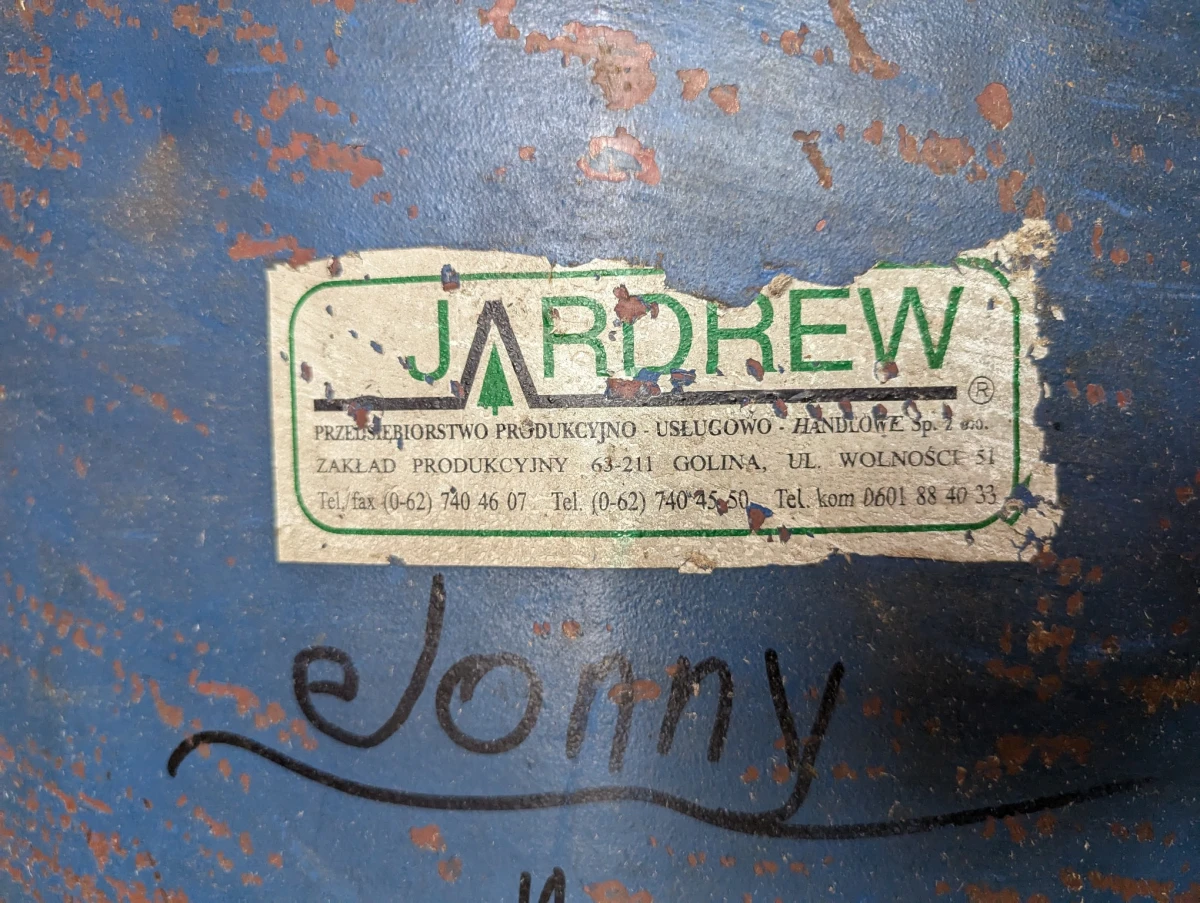 JARDREW
®
PRZEDSIĘBIORSTWO PRODUKCYJNO - USŁUGOWO - HANDLOWE Sp. z o.o.
ZAKŁAD PRODUKCYJNY 63-211 GOLINA, UL. WOLNOŚCI 51
Tel./fax (0-62) 740 46 07 Tel. (0-62) 740 45 50 Tel. kom 0601 88 40 33
Jonny